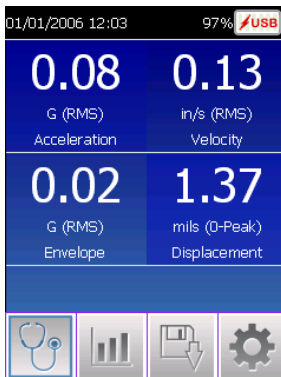 01/01/2006 12:03 97% USB
0.08 0.13
G (RMS) in/s (RMS)
Acceleration Velocity
0.02 1.37
G (RMS) mils (0-Peak)
Envelope Displacement